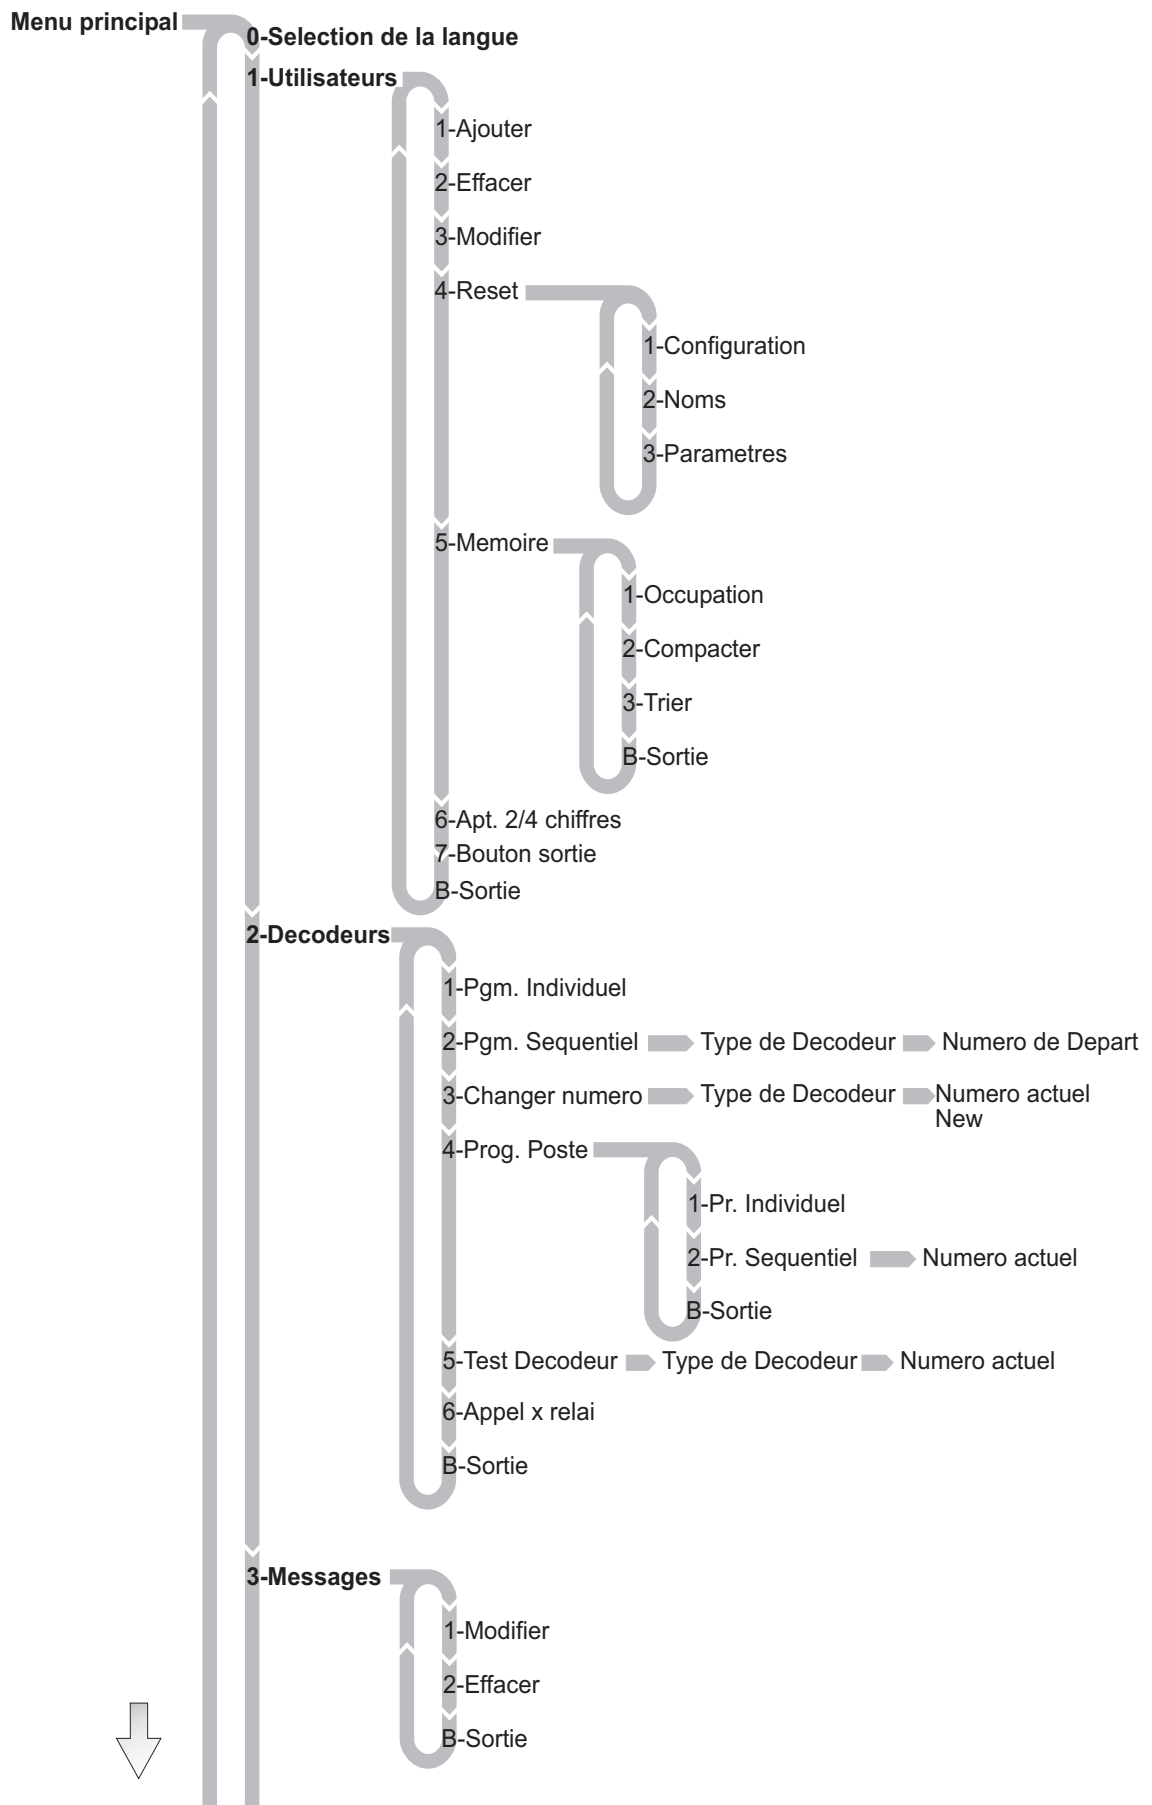 Menu principal
0-Selection de la langue
1-Utilisateurs
1-Ajouter
2-Effacer
3-Modifier
4-Reset
1-Configuration
2-Noms
3-Parametres
5-Memoire
1-Occupation
2-Compacter
3-Trier
B-Sortie
6-Apt. 2/4 chiffres
7-Bouton sortie
B-Sortie
2-Decodeurs
1-Pgm. Individuel
2-Pgm. Sequentiel Type de Decodeur Numero de Depart
3-Changer numero Type de Decodeur Numero actuel
New
4-Prog. Poste
1-Pr. Individuel
2-Pr. Sequentiel Numero actuel
B-Sortie
5-Test Decodeur Type de Decodeur Numero actuel
6-Appel x relai
B-Sortie
3-Messages
1-Modifier
2-Effacer
B-Sortie